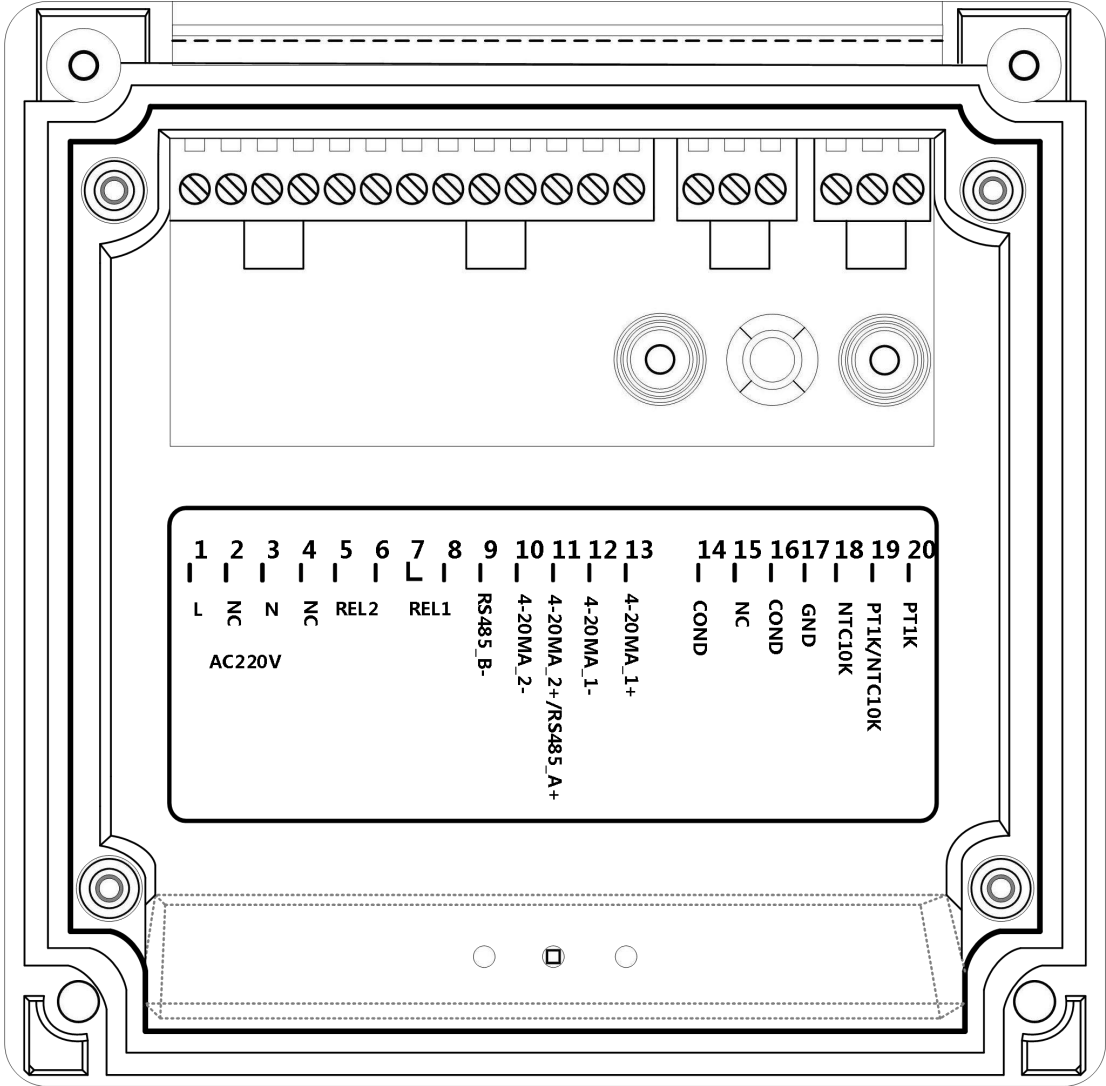 1 2 3 4 5 6 7 8 9 10 11 12 13 14 15 16 17 18 19 20
L NC N NC REL2 REL1 RS485_B- 4-20MA_2- 4-20MA_2+/RS485_A+ 4-20MA_1- 4-20MA_1+ COND NC COND GND NTC10K PT1K/NTC10K PT1K
AC220V